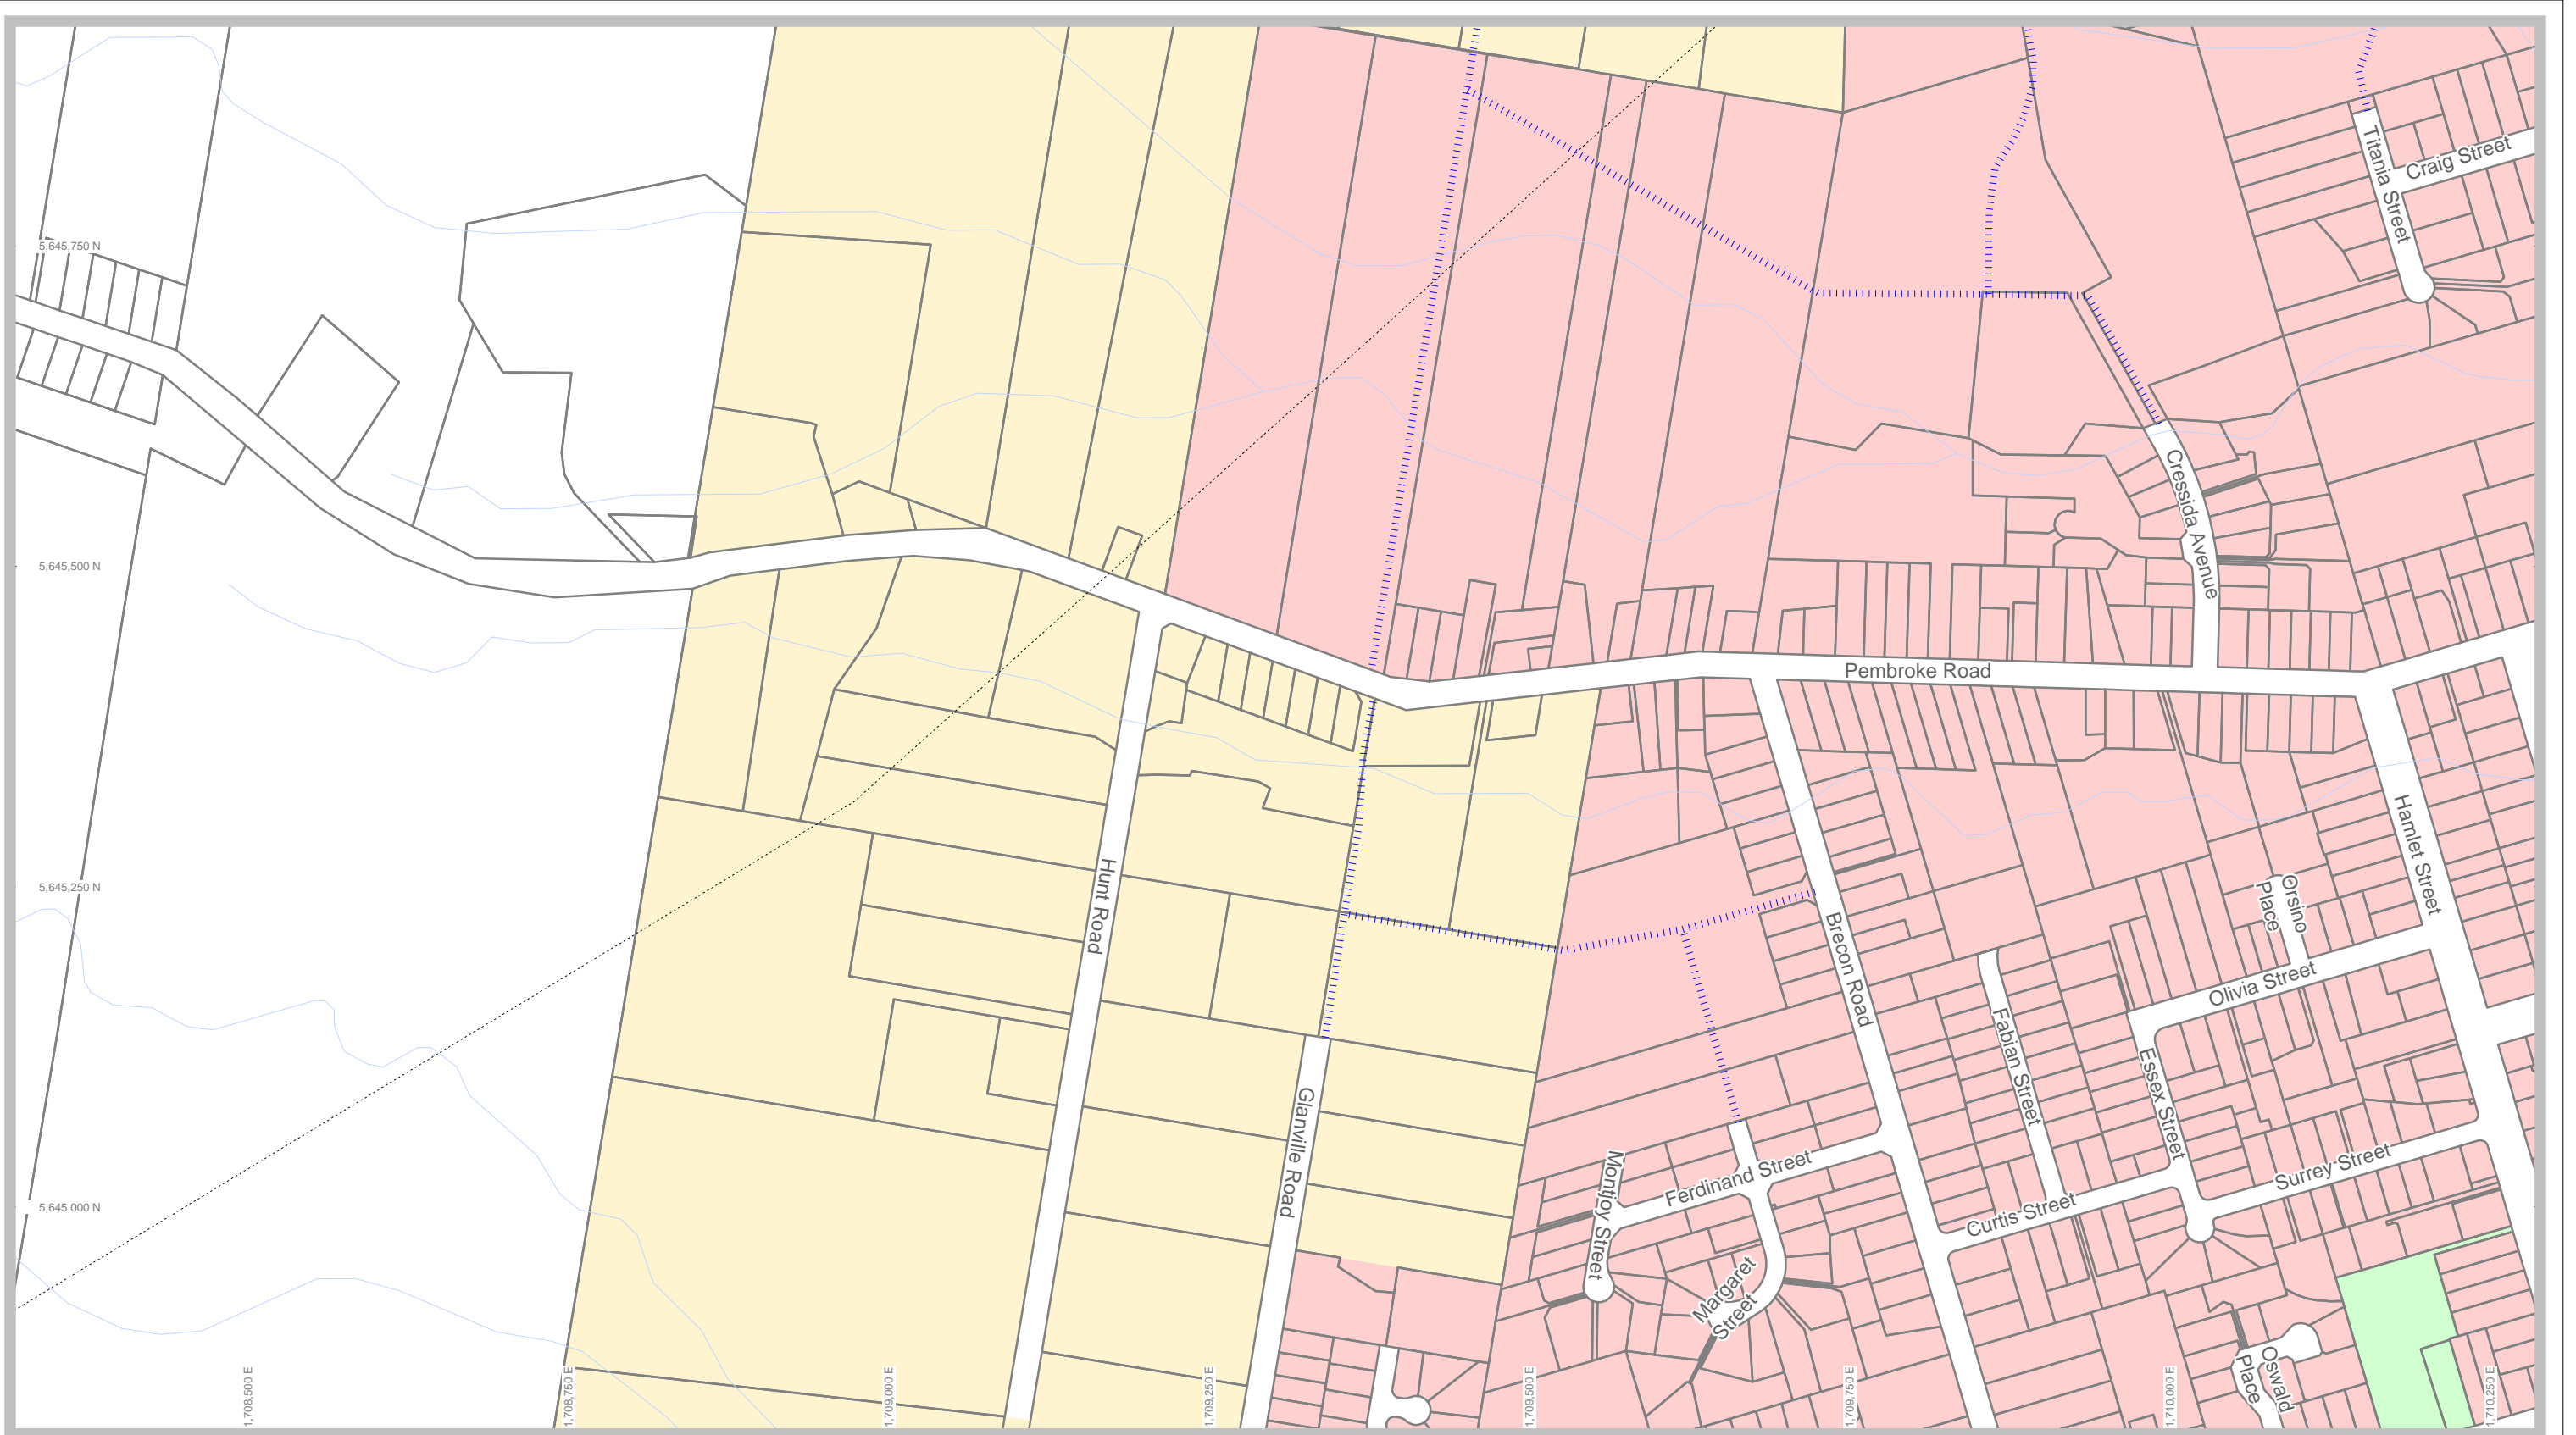 Craig Street
Titania Street
5,645,750 N
5,645,500 N
Cressida Avenue
Pembroke Road
5,645,250 N
Hunt Road
Hamlet Street
Orsino
Place
Brecon Road
Olivia Street
Fabian Street
Essex Street
5,645,000 N
Glanville Road
Montjoy Street
Ferdinand Street
Surrey Street
Curtis Street
Margaret
Street
Oswald
Place
1,708,500 E
1,708,750 E
1,709,000 E
1,709,250 E
1,709,500 E
1,709,750 E
1,710,000 E
1,710,250 E